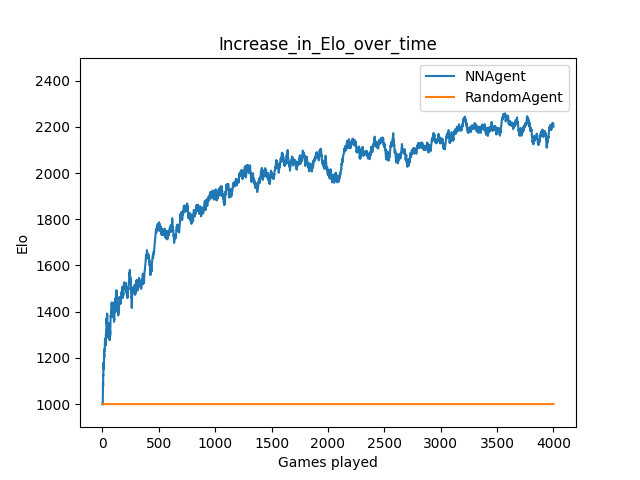 Increase_in_Elo_over_time
NNAgent
RandomAgent
2400
2200
2000
1800
1600
1400
1200
1000
Elo
0 500 1000 1500 2000 2500 3000 3500 4000
Games played